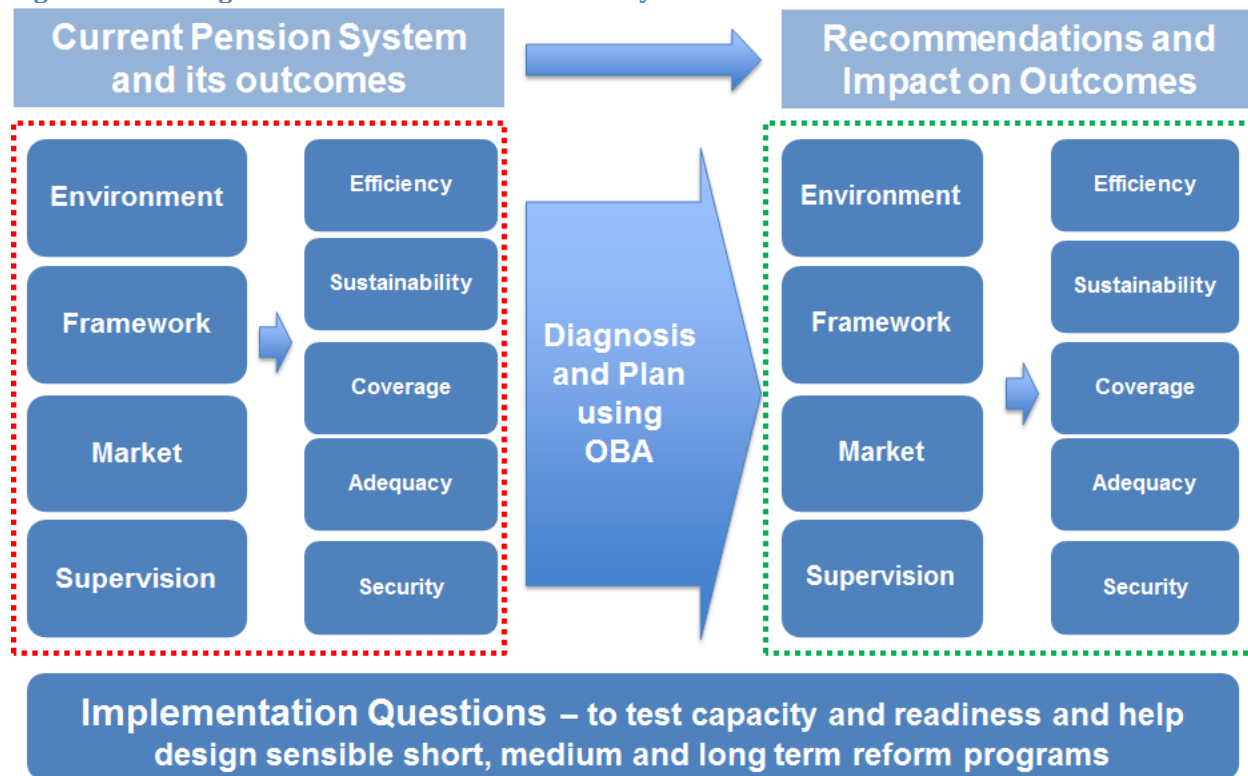 Current Pension System
and its outcomes
Recommendations and
Impact on Outcomes
Environment
Framework
Market
Supervision
Efficiency
Sustainability
Coverage
Adequacy
Security
Diagnosis
and Plan
using
OBA
Environment
Framework
Market
Supervision
Efficiency
Sustainability
Coverage
Adequacy
Security
Implementation Questions – to test capacity and readiness and help
design sensible short, medium and long term reform programs